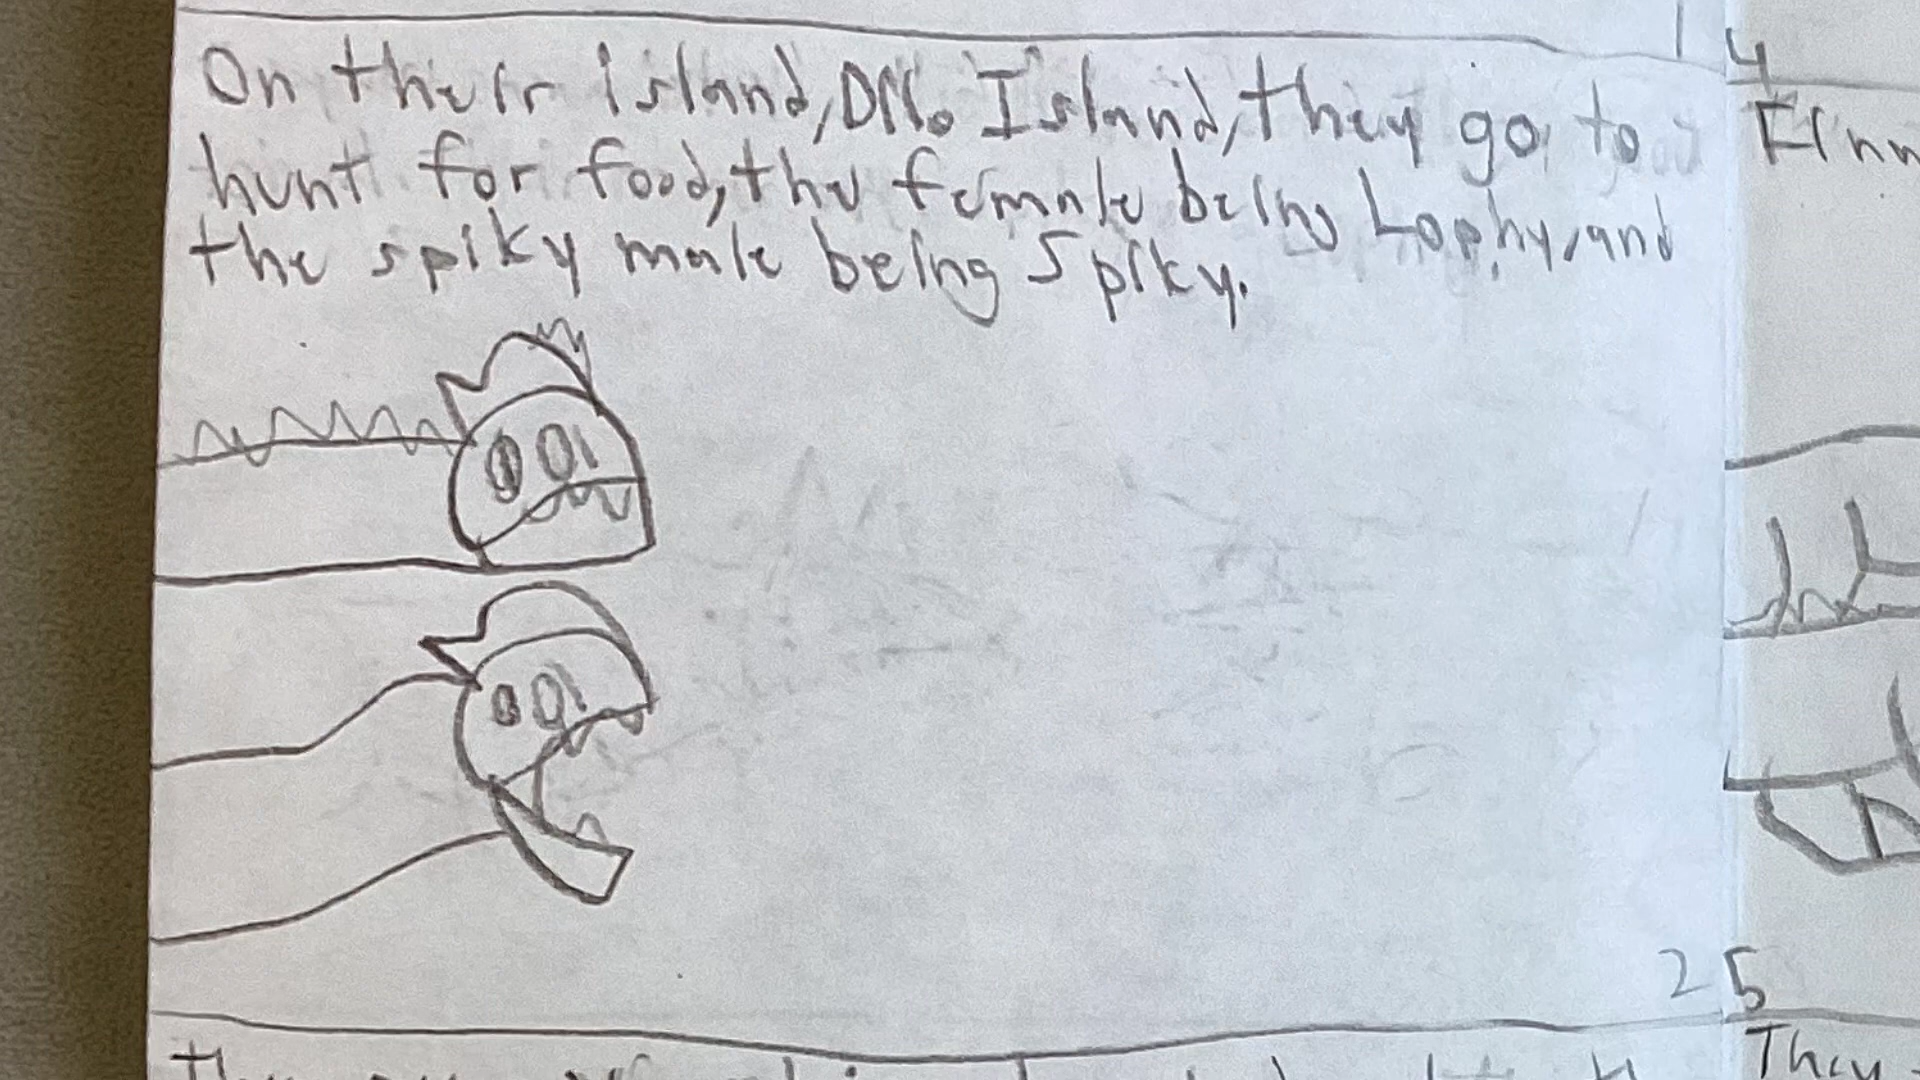 On their island, Dilo Island, they go to
hunt for food, the female being Lophy, and
the spiky male being Spiky.
2
4
5
They